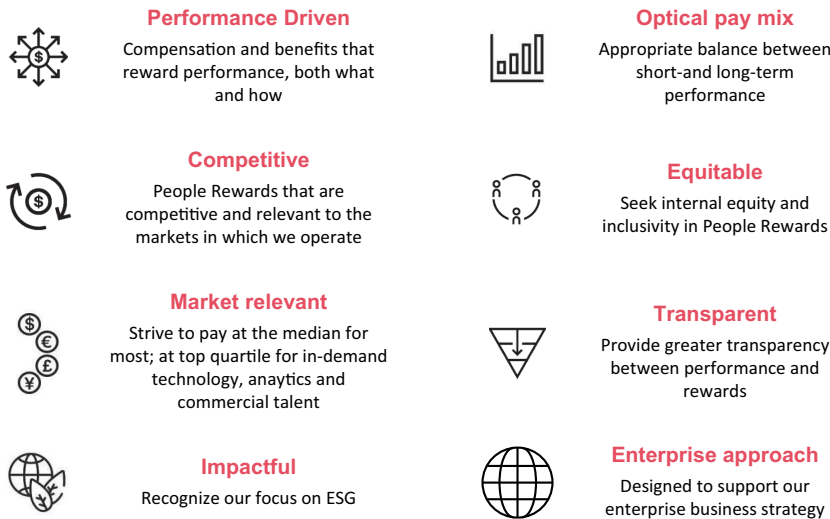 Performance Driven
Compensation and benefits that
reward performance, both what
and how
Optical pay mix
Appropriate balance between
short-and long-term
performance
Competitive
People Rewards that are
competitive and relevant to the
markets in which we operate
Equitable
Seek internal equity and
inclusivity in People Rewards
Market relevant
Strive to pay at the median for
most; at top quartile for in-demand
technology, anaytics and
commercial talent
Transparent
Provide greater transparency
between performance and
rewards
Impactful
Recognize our focus on ESG
Enterprise approach
Designed to support our
enterprise business strategy